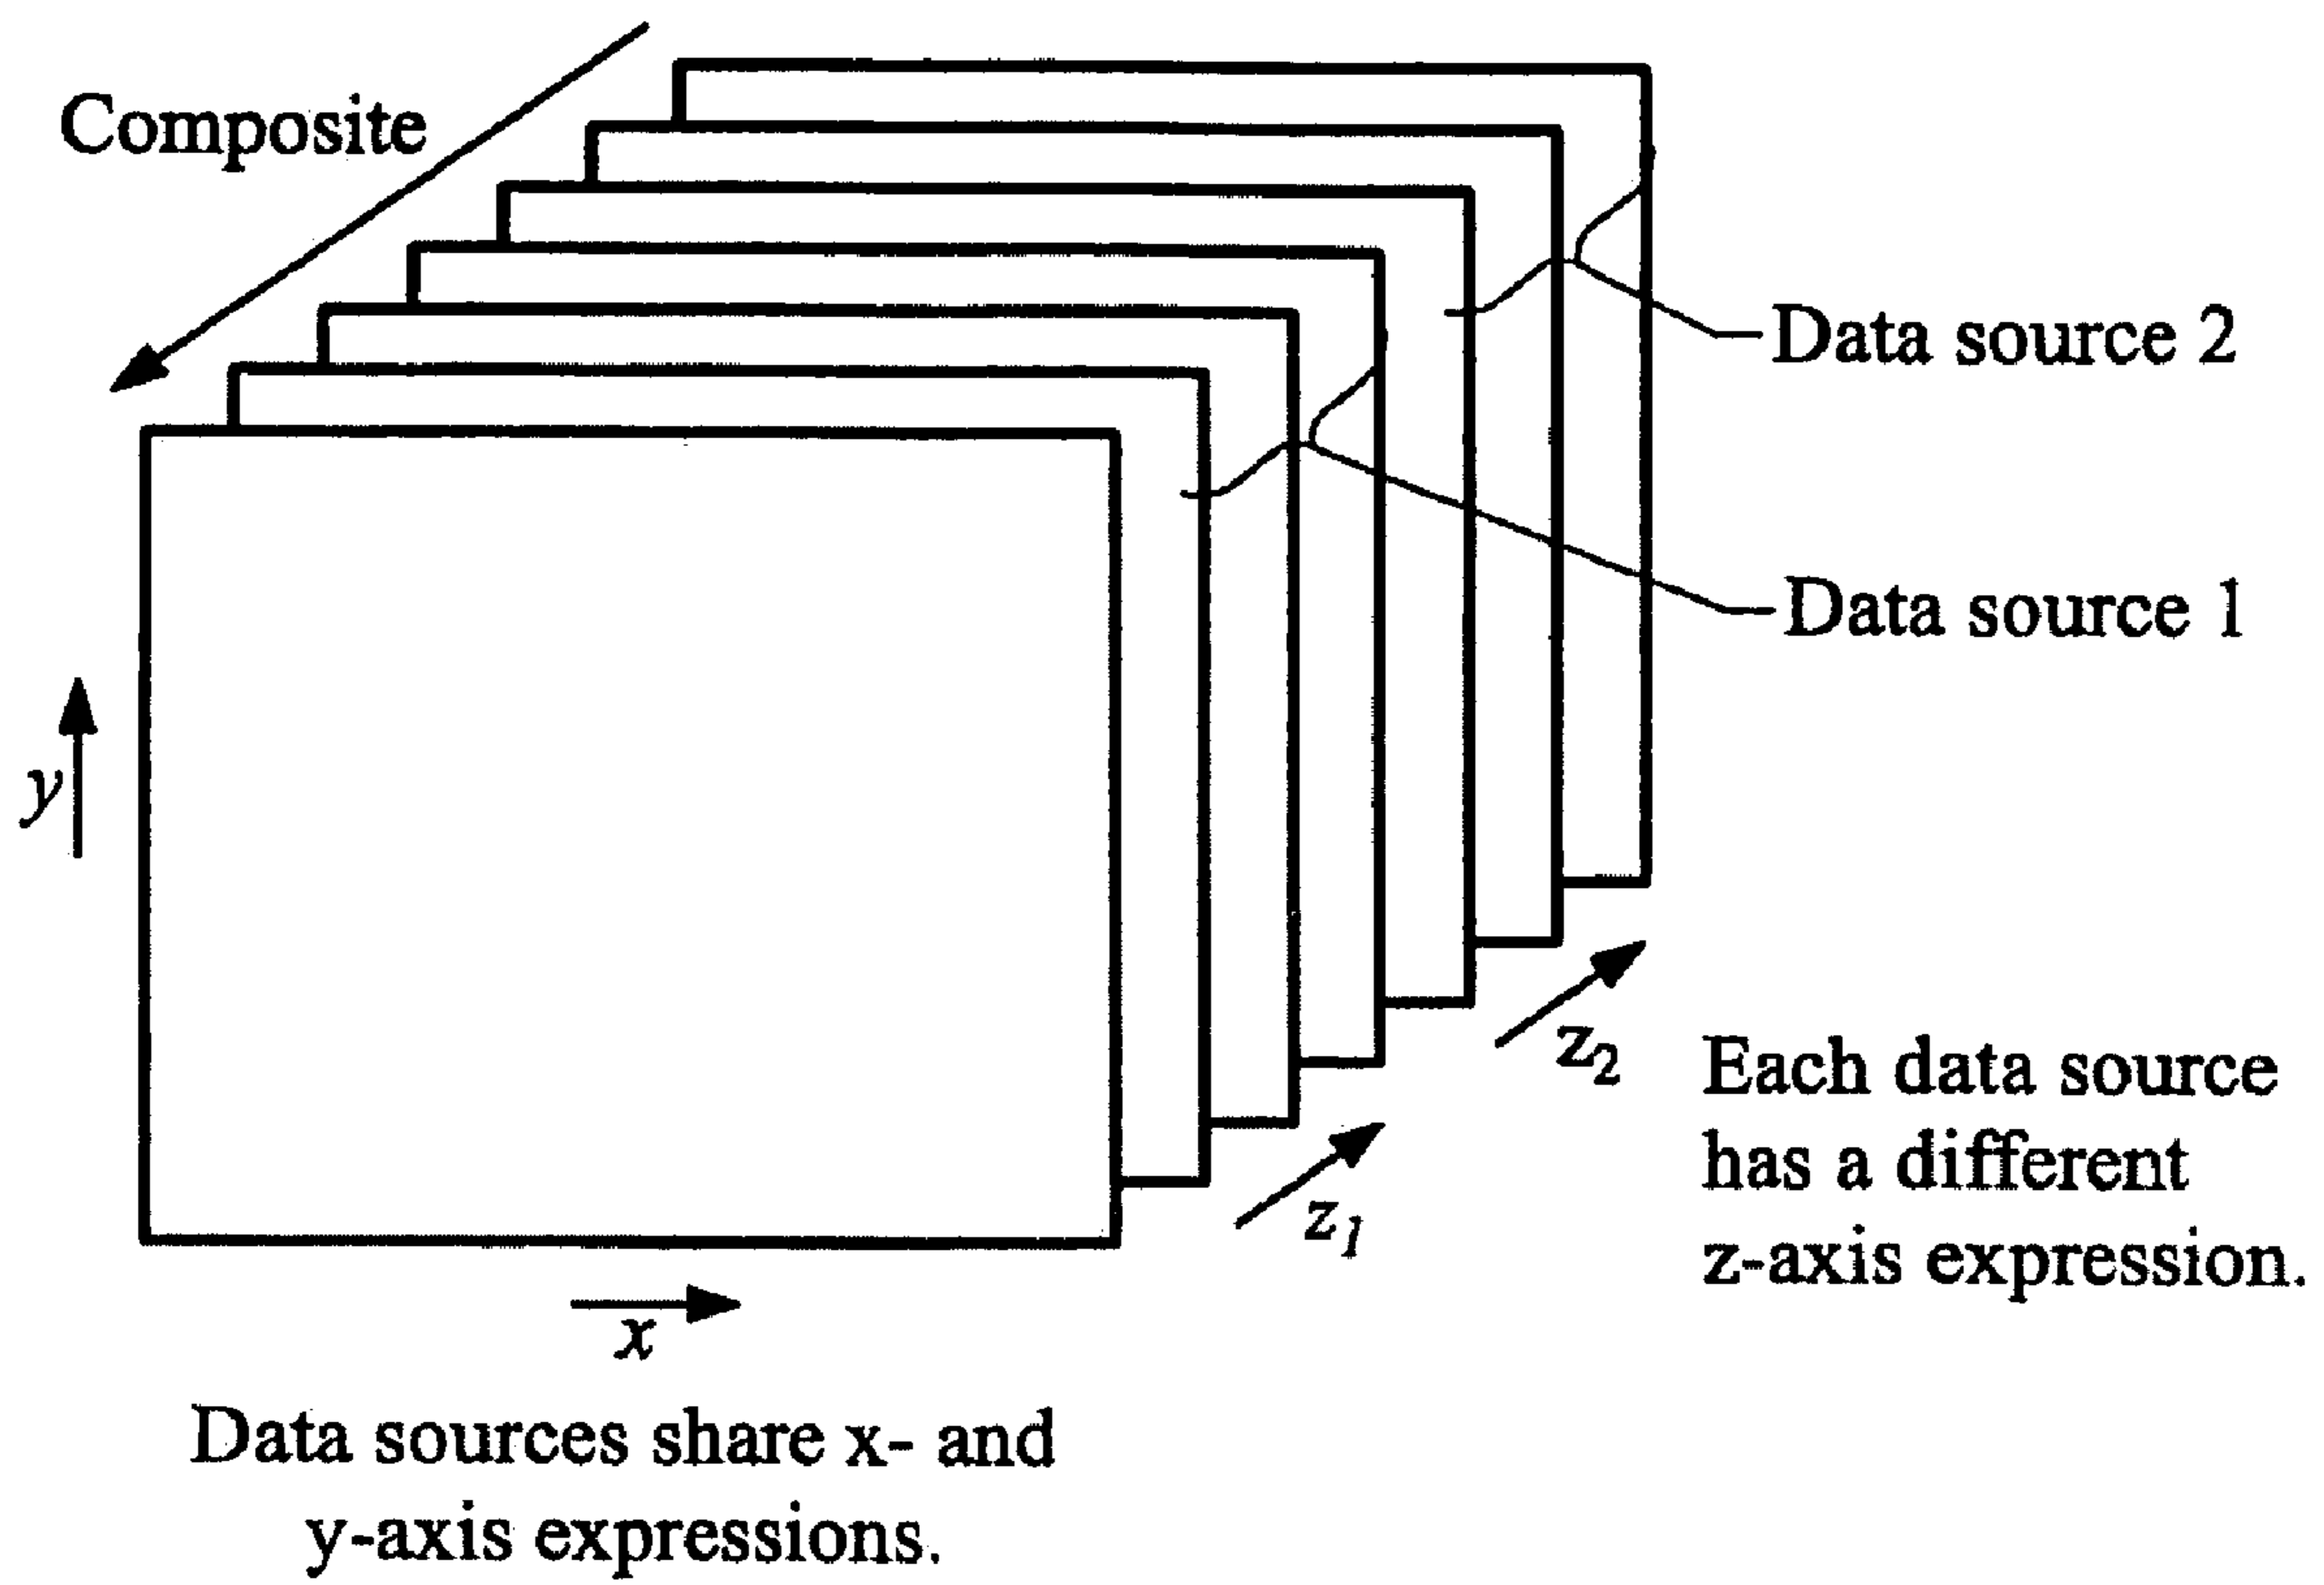 Composite
Data source 2
Data source 1
y
z2
Each data source
has a different
z-axis expression.
z1
x
Data sources share x- and
y-axis expressions.